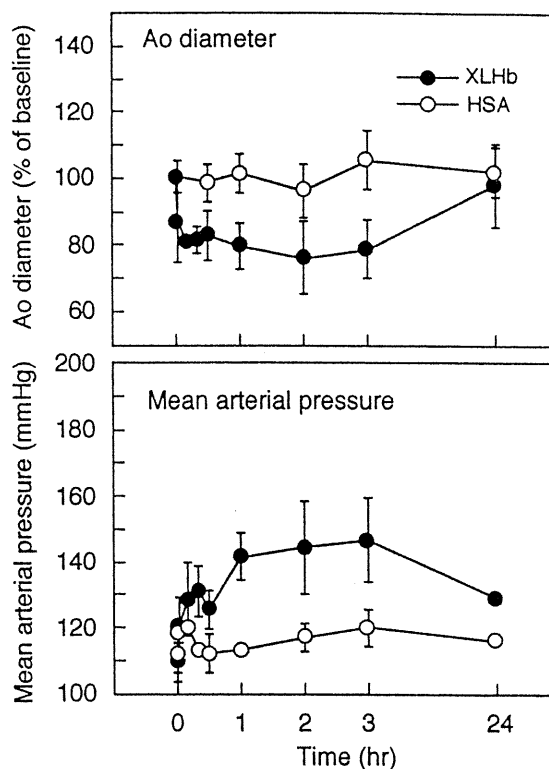 Ao diameter
XLHb
HSA
Ao diameter (% of baseline)
140
120
100
80
60
Mean arterial pressure
Mean arterial pressure (mmHg)
200
180
160
140
120
100
0 1 2 3 24
Time (hr)